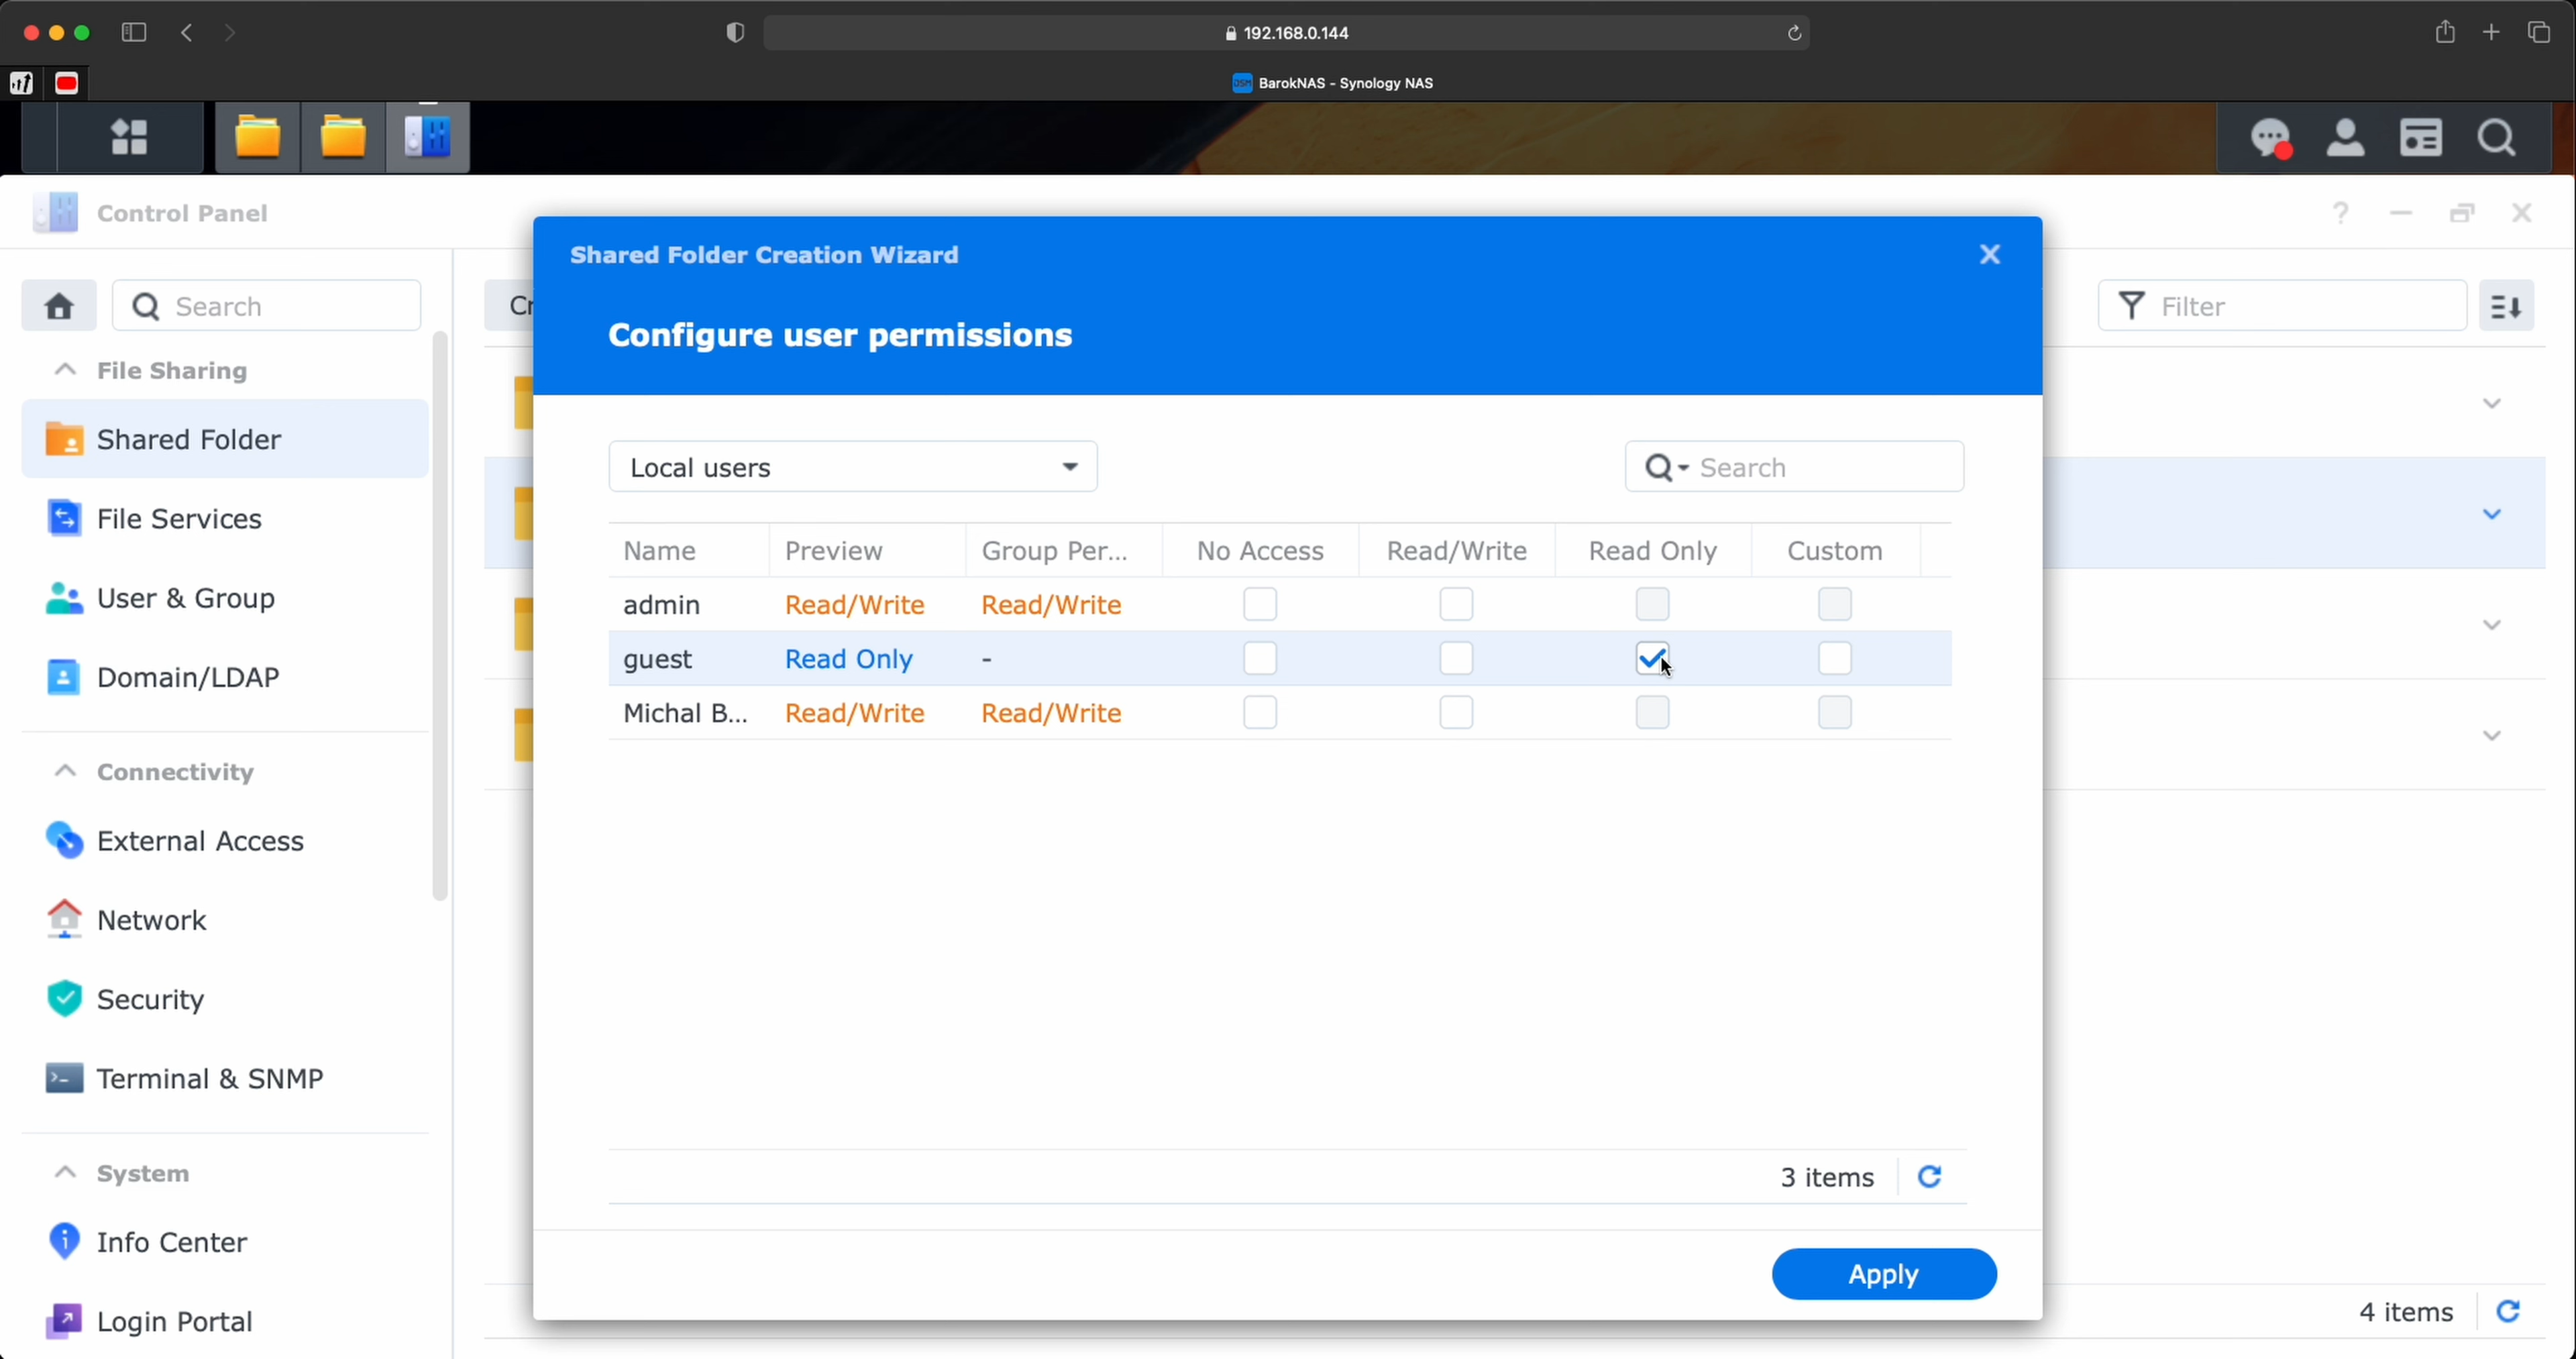 192.168.0.144
BarokNAS - Synology NAS
Control Panel
Search
File Sharing
Shared Folder
File Services
User & Group
Domain/LDAP
Connectivity
External Access
Network
Security
Terminal & SNMP
System
Info Center
Login Portal
Cr
Filter
4 items
Shared Folder Creation Wizard
Configure user permissions
Local users
Search
Name Preview Group Per... No Access Read/Write Read Only Custom
admin Read/Write Read/Write
guest Read Only -
Michal B... Read/Write Read/Write
3 items
Apply